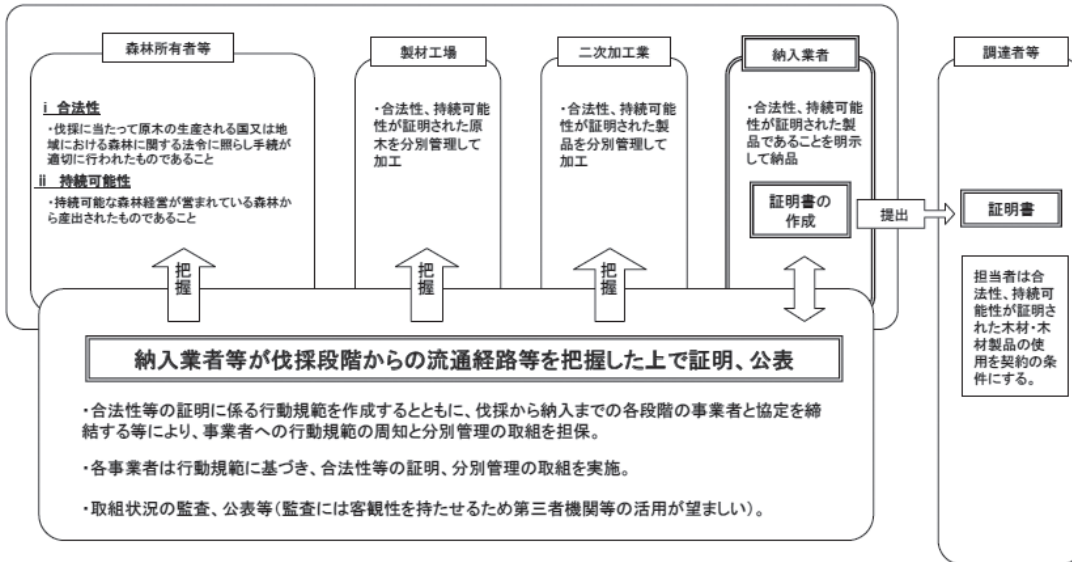 森林所有者等
製材工場
二次加工業
納入業者
調達者等
ⅰ 合法性
・伐採に当たって原木の生産される国又は地
域における森林に関する法令に照らし手続が
適切に行われたものであること
ⅱ 持続可能性
・持続可能な森林経営が営まれている森林か
ら産出されたものであること
・合法性、持続可能
性が証明された原
木を分別管理して
加工
・合法性、持続可能
性が証明された製
品を分別管理して
加工
・合法性、持続可能
性が証明された製
品であることを明示
して納品
証明書の
作成
提出
証明書
担当者は合
法性、持続可
能性が証明さ
れた木材・木
材製品の使
用を契約の条
件にする。
把握
把握
把握
納入業者等が伐採段階からの流通経路等を把握した上で証明、公表
・合法性等の証明に係る行動規範を作成するとともに、伐採から納入までの各段階の事業者と協定を締
結する等により、事業者への行動規範の周知と分別管理の取組を担保。
・各事業者は行動規範に基づき、合法性等の証明、分別管理の取組を実施。
・取組状況の監査、公表等(監査には客観性を持たせるため第三者機関等の活用が望ましい)。